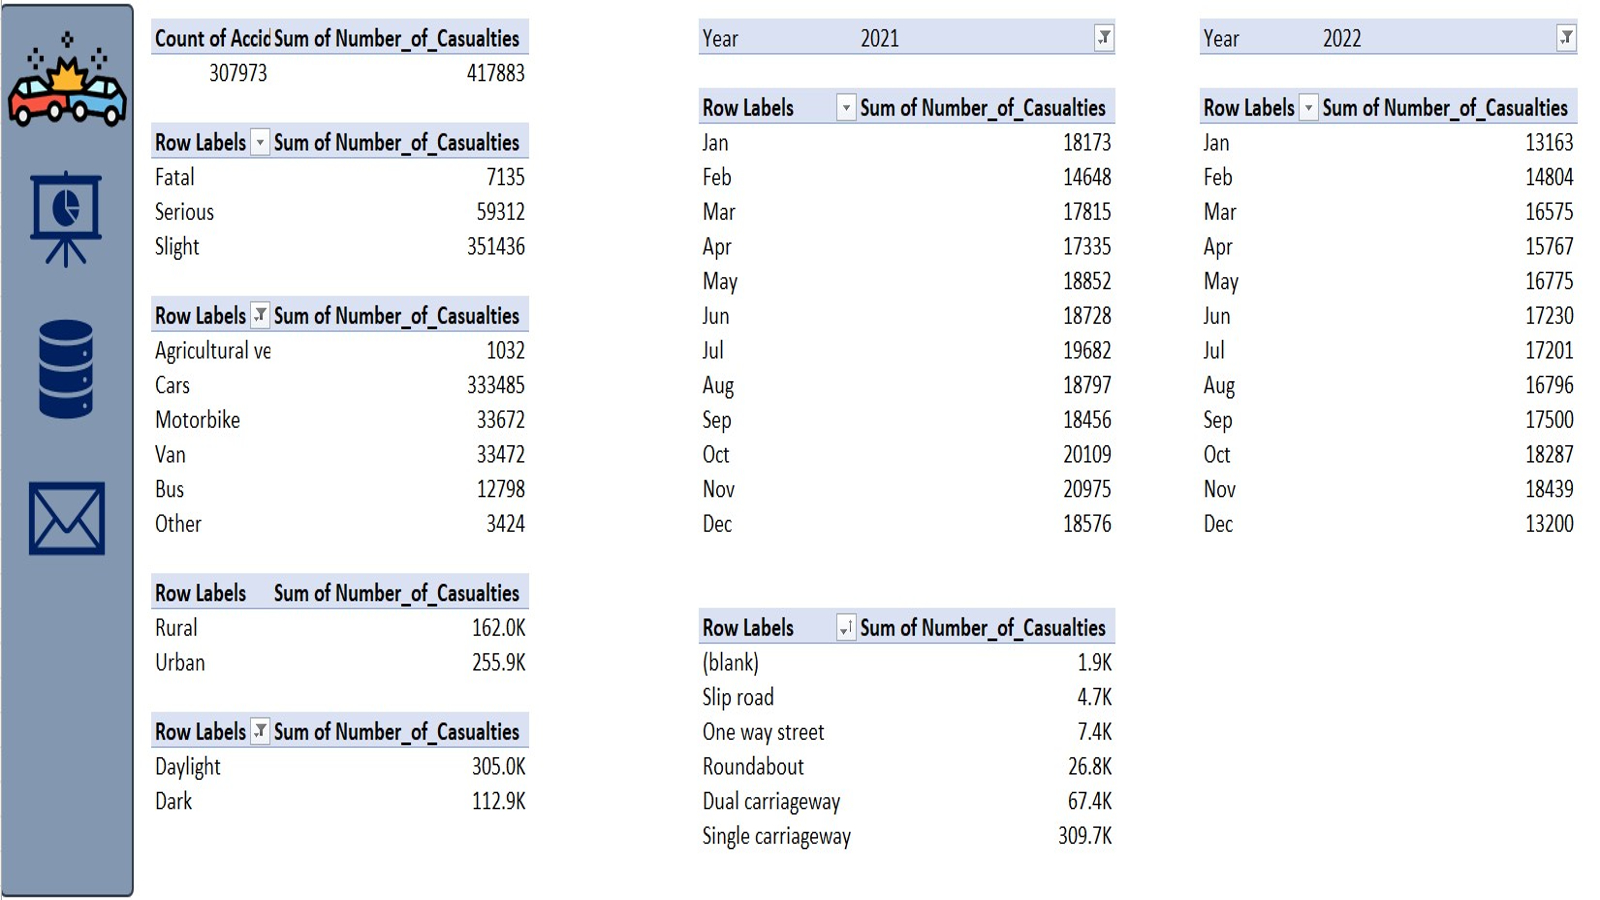 Count of Accid Sum of Number_of_Casualties
307973 417883
Row Labels Sum of Number_of_Casualties
Fatal 7135
Serious 59312
Slight 351436
Row Labels Sum of Number_of_Casualties
Agricultural ve 1032
Cars 333485
Motorbike 33672
Van 33472
Bus 12798
Other 3424
Row Labels Sum of Number_of_Casualties
Rural 162.0K
Urban 255.9K
Row Labels Sum of Number_of_Casualties
Daylight 305.0K
Dark 112.9K
Year 2021
Row Labels Sum of Number_of_Casualties
Jan 18173
Feb 14648
Mar 17815
Apr 17335
May 18852
Jun 18728
Jul 19682
Aug 18797
Sep 18456
Oct 20109
Nov 20975
Dec 18576
Row Labels Sum of Number_of_Casualties
(blank) 1.9K
Slip road 4.7K
One way street 7.4K
Roundabout 26.8K
Dual carriageway 67.4K
Single carriageway 309.7K
Year 2022
Row Labels Sum of Number_of_Casualties
Jan 13163
Feb 14804
Mar 16575
Apr 15767
May 16775
Jun 17230
Jul 17201
Aug 16796
Sep 17500
Oct 18287
Nov 18439
Dec 13200